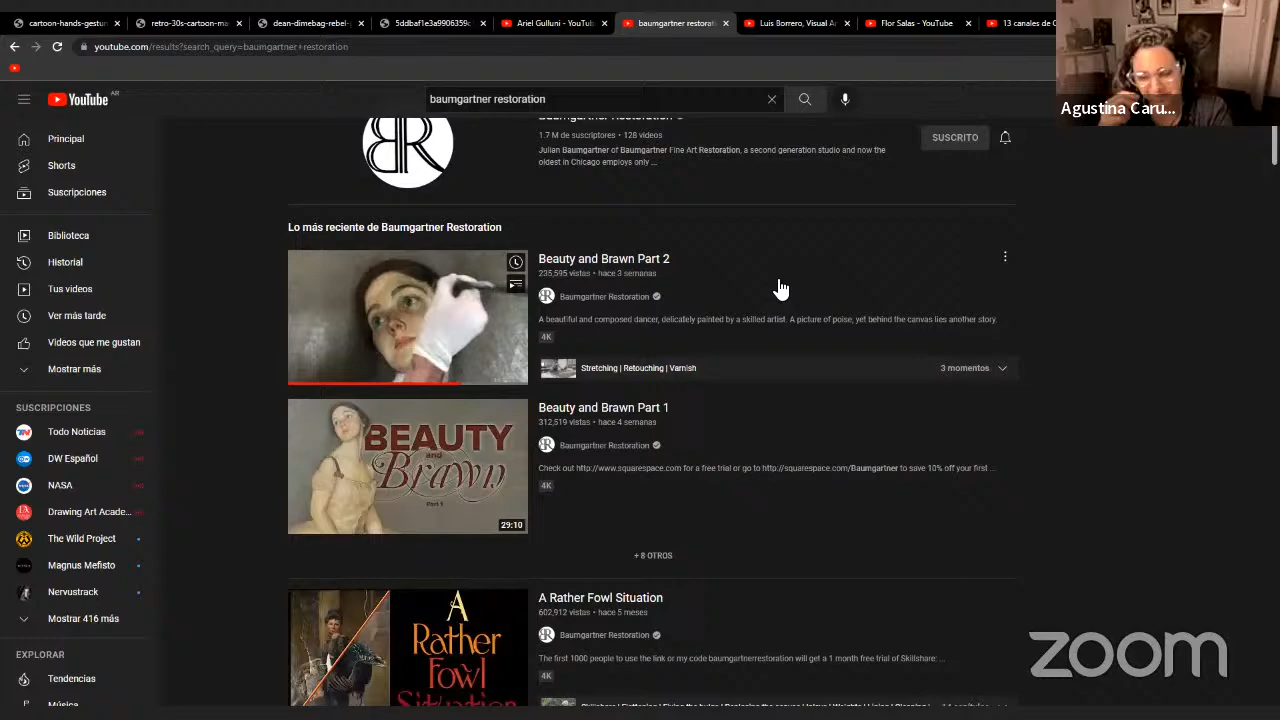 cartoon-hands-gestur
retro-30s-cartoon-ma
dean-dimebag-rebel-
5ddbaf1e3a9906359c
Ariel Gulluni - YouTub
baumgartner restorati
Luis Borrero, Visual Ar
Flor Salas - YouTube
13 canales de
youtube.com/results?search_query=baumgartner+restoration
YouTube AR
baumgartner restoration
Agustina Caru...
Principal
Shorts
Suscripciones
Biblioteca
Historial
Tus videos
Ver más tarde
Videos que me gustan
Mostrar más
SUSCRIPCIONES
Todo Noticias
DW Español
NASA
Drawing Art Acade...
The Wild Project
Magnus Mefisto
Nervustrack
Mostrar 416 más
EXPLORAR
Tendencias
Música
BR
Baumgartner Restoration
1.7 M de suscriptores • 128 videos
Julian Baumgartner of Baumgartner Fine Art Restoration, a second generation studio and now the
oldest in Chicago employs only ...
SUSCRITO
Lo más reciente de Baumgartner Restoration
Beauty and Brawn Part 2
235,595 vistas • hace 3 semanas
Baumgartner Restoration
A beautiful and composed dancer, delicately painted by a skilled artist. A picture of poise, yet behind the canvas lies another story.
4K
Stretching | Retouching | Varnish
3 momentos
BEAUTY
and
Brawn
Part 1
29:10
Beauty and Brawn Part 1
312,519 vistas • hace 4 semanas
Baumgartner Restoration
Check out http://www.squarespace.com for a free trial or go to http://squarespace.com/Baumgartner to save 10% off your first ...
4K
+ 8 OTROS
A
Rather
Fowl
Situation
A Rather Fowl Situation
602,912 vistas • hace 5 meses
Baumgartner Restoration
The first 1000 people to use the link or my code baumgartnerrestoration will get a 1 month free trial of Skillshare: ...
4K
zoom